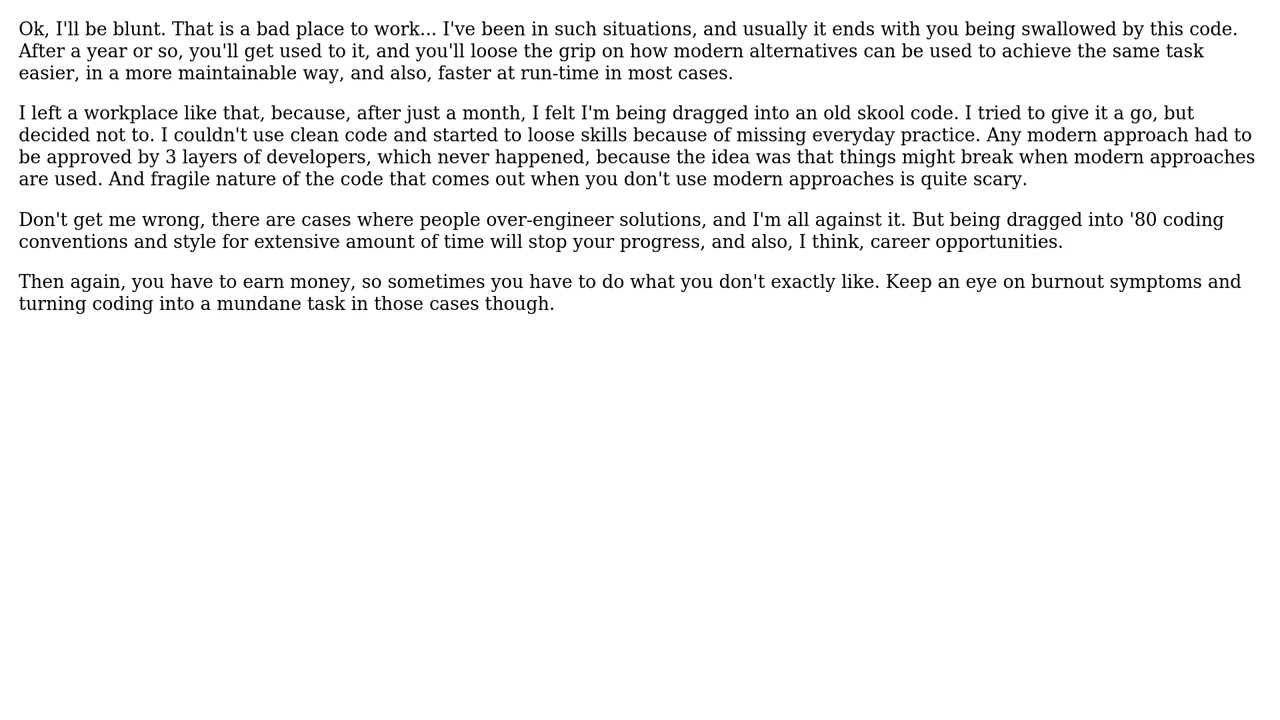 Ok, I'll be blunt. That is a bad place to work... I've been in such situations, and usually it ends with you being swallowed by this code.
After a year or so, you'll get used to it, and you'll loose the grip on how modern alternatives can be used to achieve the same task
easier, in a more maintainable way, and also, faster at run-time in most cases.
I left a workplace like that, because, after just a month, I felt I'm being dragged into an old skool code. I tried to give it a go, but
decided not to. I couldn't use clean code and started to loose skills because of missing everyday practice. Any modern approach had to
be approved by 3 layers of developers, which never happened, because the idea was that things might break when modern approaches
are used. And fragile nature of the code that comes out when you don't use modern approaches is quite scary.
Don't get me wrong, there are cases where people over-engineer solutions, and I'm all against it. But being dragged into '80 coding
conventions and style for extensive amount of time will stop your progress, and also, I think, career opportunities.
Then again, you have to earn money, so sometimes you have to do what you don't exactly like. Keep an eye on burnout symptoms and
turning coding into a mundane task in those cases though.